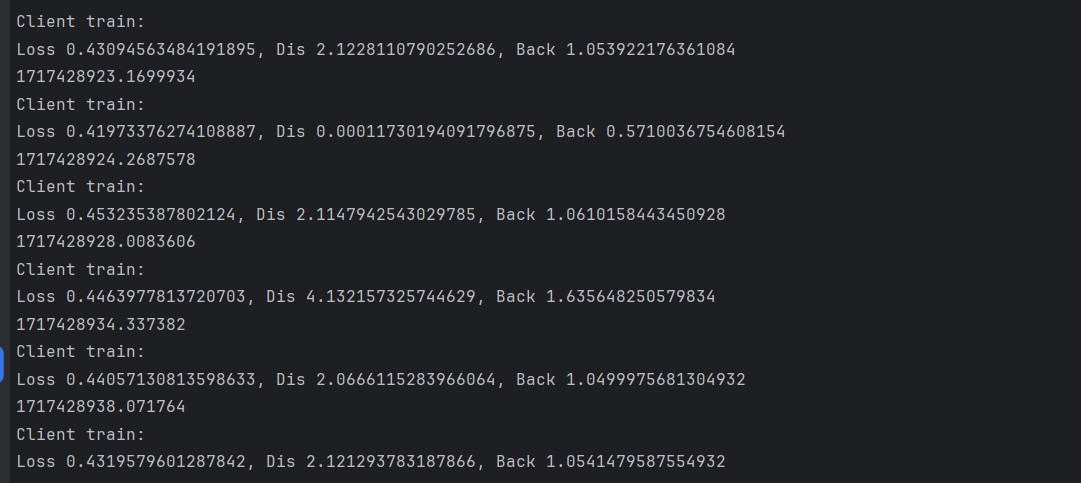 Client train:
Loss 0.43094563484191895, Dis 2.1228110790252686, Back 1.053922176361084
1717428923.1699934
Client train:
Loss 0.41973376274108887, Dis 0.00011730194091796875, Back 0.5710036754608154
1717428924.2687578
Client train:
Loss 0.453235387802124, Dis 2.1147942543029785, Back 1.0610158443450928
1717428928.0083606
Client train:
Loss 0.4463977813720703, Dis 4.132157325744629, Back 1.635648250579834
1717428934.337382
Client train:
Loss 0.44057130813598633, Dis 2.0666115283966064, Back 1.0499975681304932
1717428938.071764
Client train:
Loss 0.4319579601287842, Dis 2.121293783187866, Back 1.0541479587554932